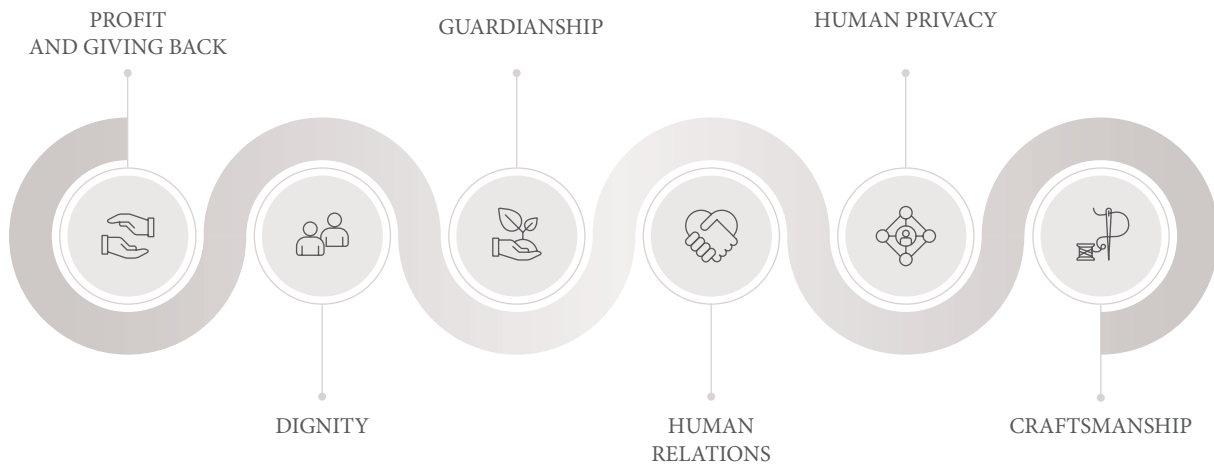 PROFIT
AND GIVING BACK
GUARDIANSHIP
HUMAN PRIVACY
DIGNITY
HUMAN
RELATIONS
CRAFTSMANSHIP